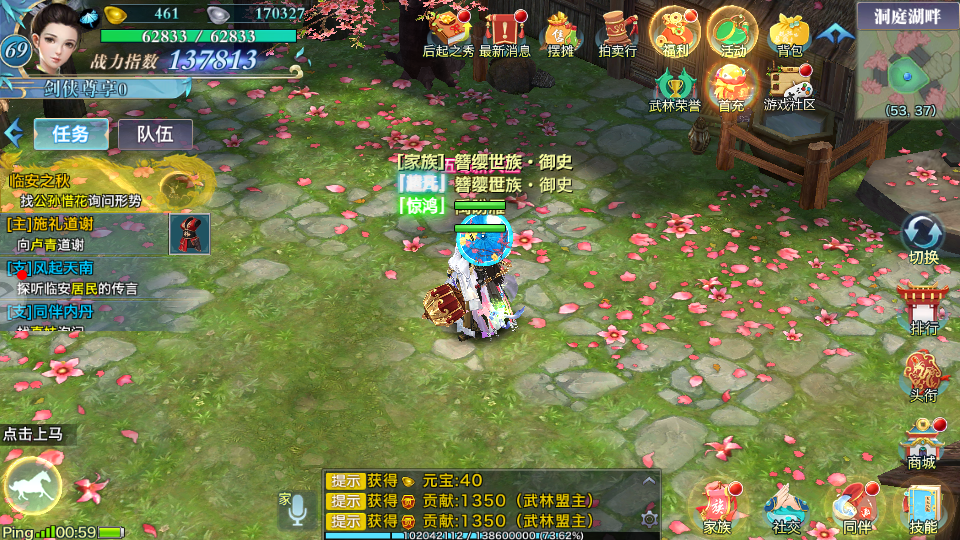 69
461
170327
62833 / 62833
战力指数 137813
剑侠尊享0
后起之秀
最新消息
摆摊
拍卖行
福利
活动
背包
武林荣誉
首充
游戏社区
洞庭湖畔
(53, 37)
任务
队伍
临安之秋
找公孙惜花询问形势
[主]施礼道谢
向卢青道谢
[支]风起天南
探听临安居民的传言
[支]同伴内丹
[家族] 簪缨世族·御史
簪缨世族·御史
[惊鸿]
切换
排行
头衔
商城
点击上马
家
提示 获得 元宝:40
提示 获得 贡献:1350（武林盟主）
提示 获得 贡献:1350（武林盟主）
102042112 / 138600000 (73.62%)
家族
社交
同伴
技能
Ping
00:59